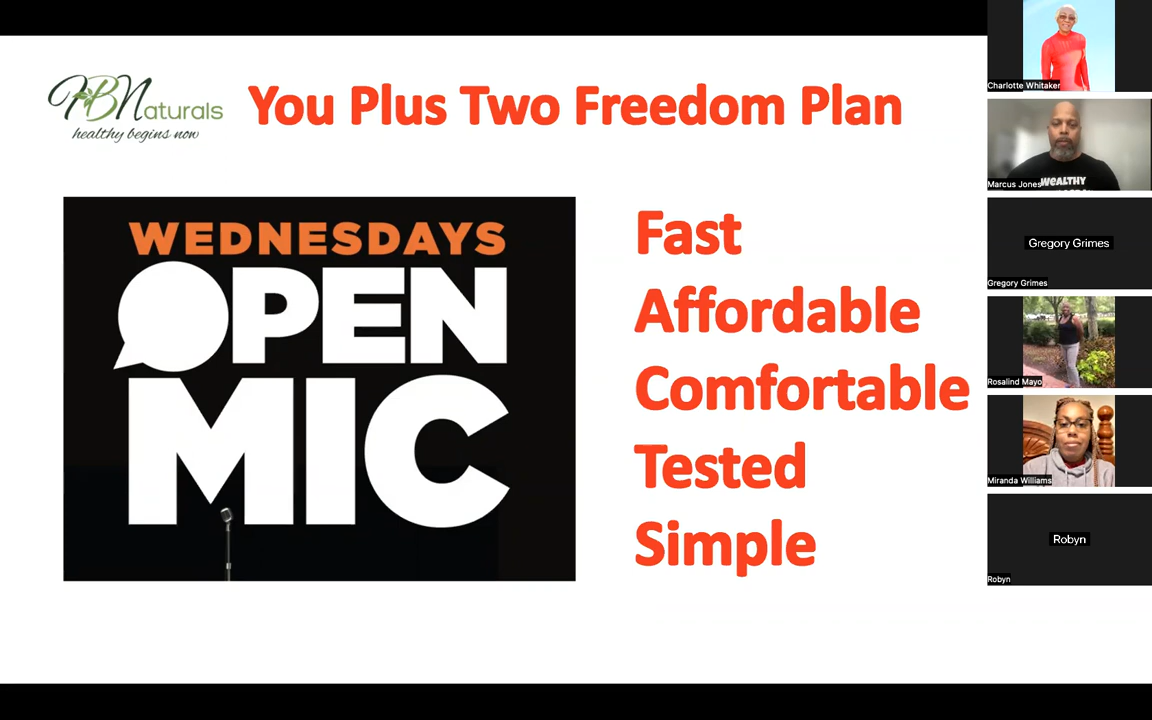 HBNaturals
healthy begins now
You Plus Two Freedom Plan
WEDNESDAYS
OPEN
MIC
Fast
Affordable
Comfortable
Tested
Simple
Charlotte Whitaker
WEALTHY
Marcus Jones
Gregory Grimes
Gregory Grimes
Rosalind Mayo
Miranda Williams
Robyn
Robyn